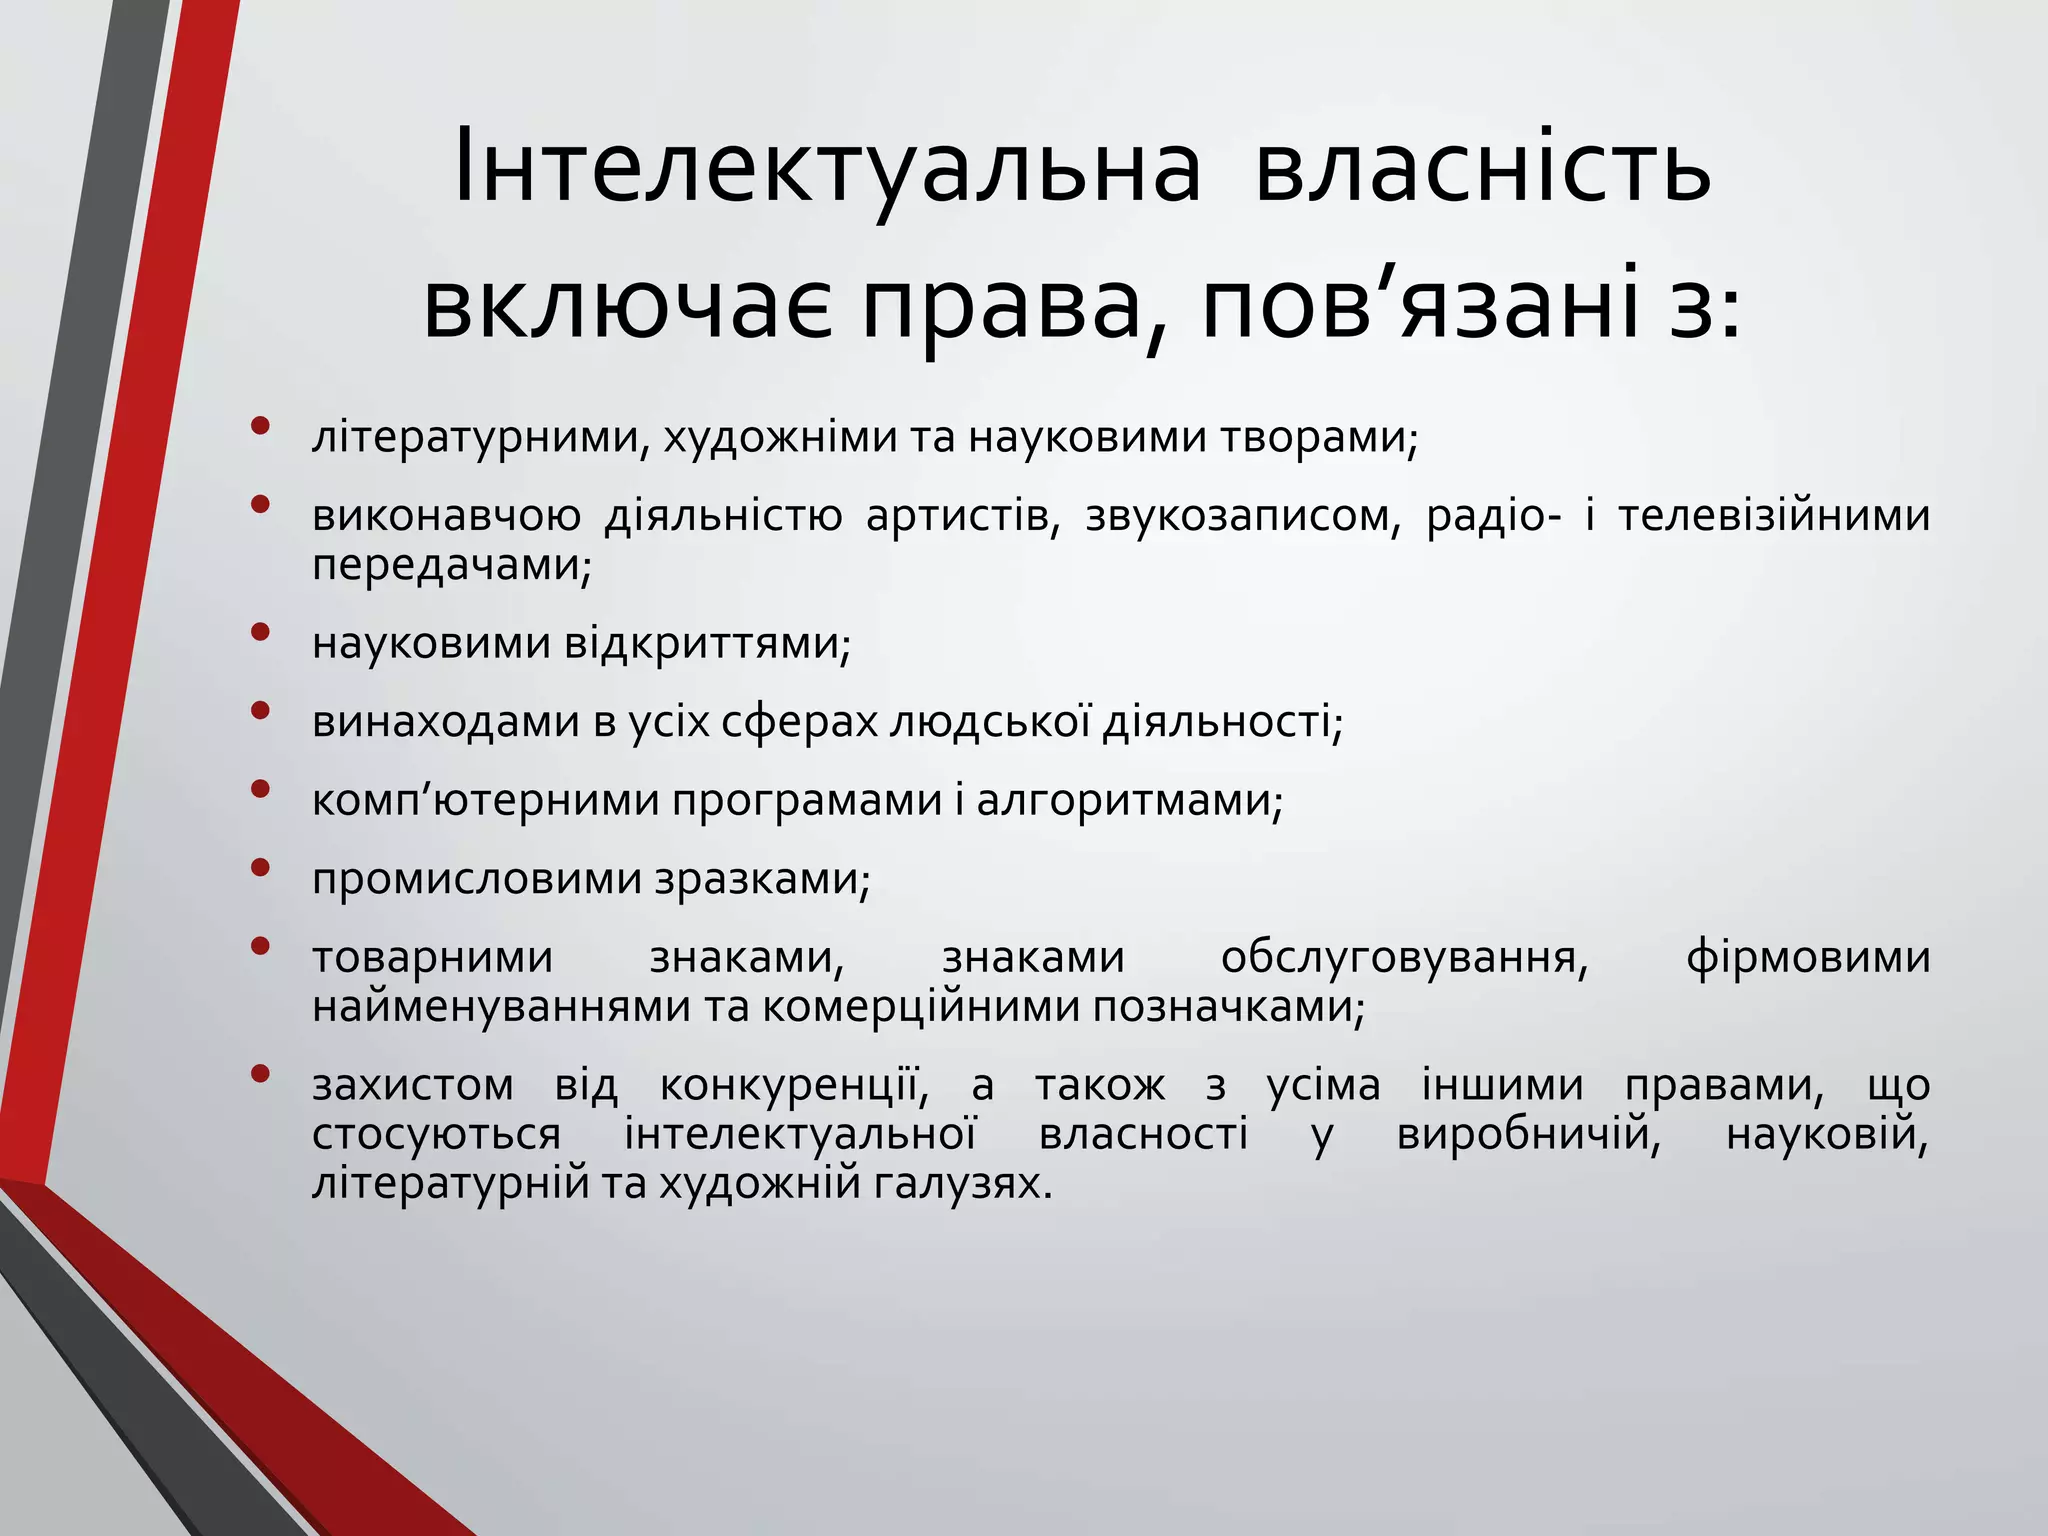 Інтелектуальна власність
включає права, пов’язані з:
• літературними, художніми та науковими творами;
• виконавчою діяльністю артистів, звукозаписом, радіо- і телевізійними
передачами;
• науковими відкриттями;
• винаходами в усіх сферах людської діяльності;
• комп’ютерними програмами і алгоритмами;
• промисловими зразками;
• товарними знаками, знаками обслуговування, фірмовими
найменуваннями та комерційними позначками;
• захистом від конкуренції, а також з усіма іншими правами, що
стосуються інтелектуальної власності у виробничій, науковій,
літературній та художній галузях.